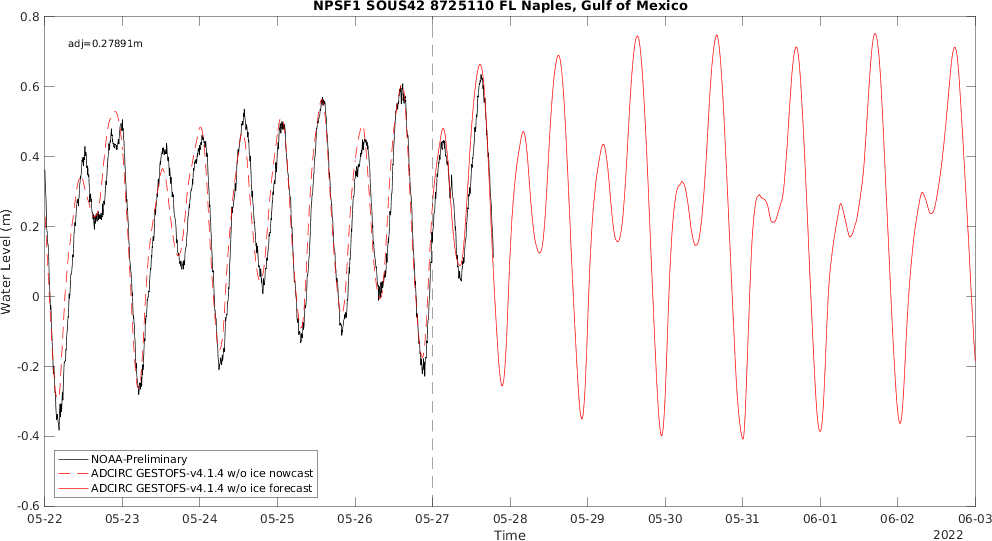 NPSF1 SOUS42 8725110 FL Naples, Gulf of Mexico
adj=0.27891m
0.8
0.6
0.4
0.2
0
-0.2
-0.4
-0.6
Water Level (m)
NOAA-Preliminary
ADCIRC GESTOFS-v4.1.4 w/o ice nowcast
ADCIRC GESTOFS-v4.1.4 w/o ice forecast
05-22 05-23 05-24 05-25 05-26 05-27 05-28 05-29 05-30 05-31 06-01 06-02 06-03
Time
2022